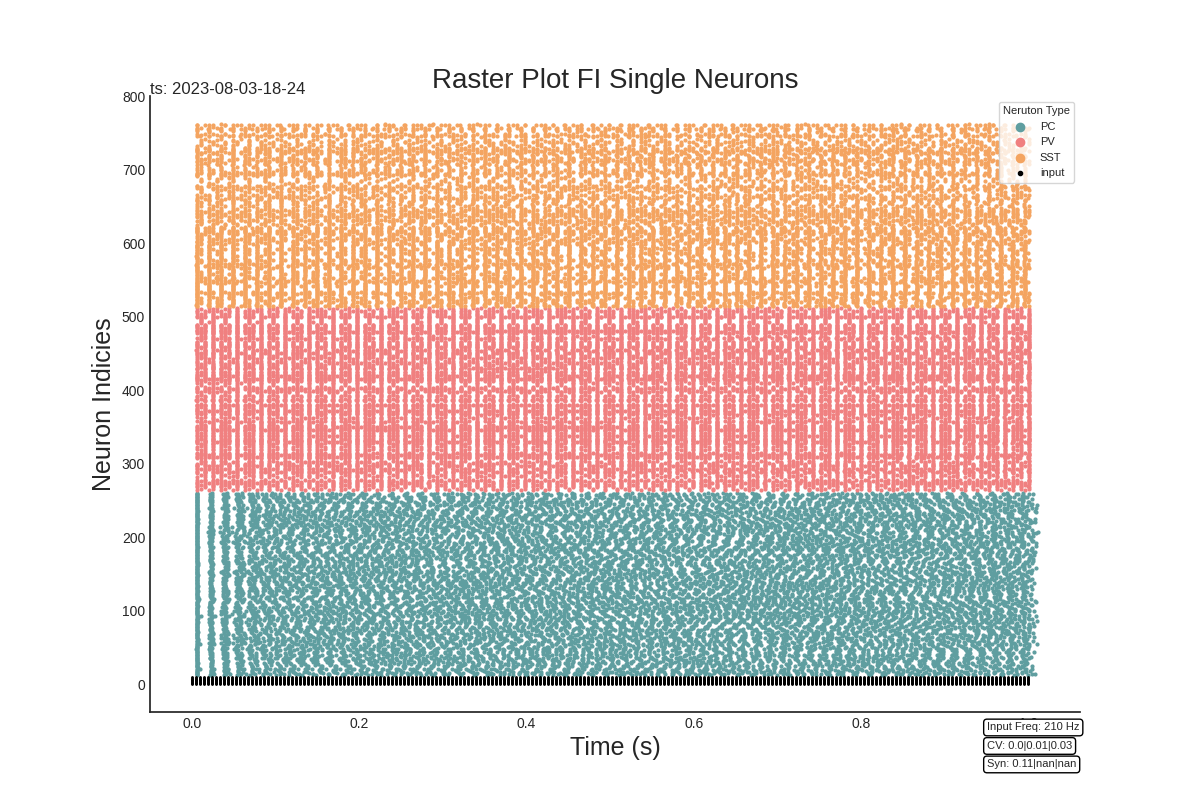 Raster Plot FI Single Neurons
ts: 2023-08-03-18-24
Neruton Type
PC
PV
SST
input
Neuron Indicies
800
700
600
500
400
300
200
100
0
0.0 0.2 0.4 0.6 0.8
Time (s)
Input Freq: 210 Hz
CV: 0.0|0.01|0.03
Syn: 0.11|nan|nan